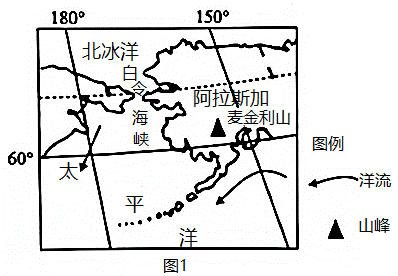 180° 150°
北冰洋
白令海峡
阿拉斯加
麦金利山
60°
太平洋
图例
洋流
山峰
图1